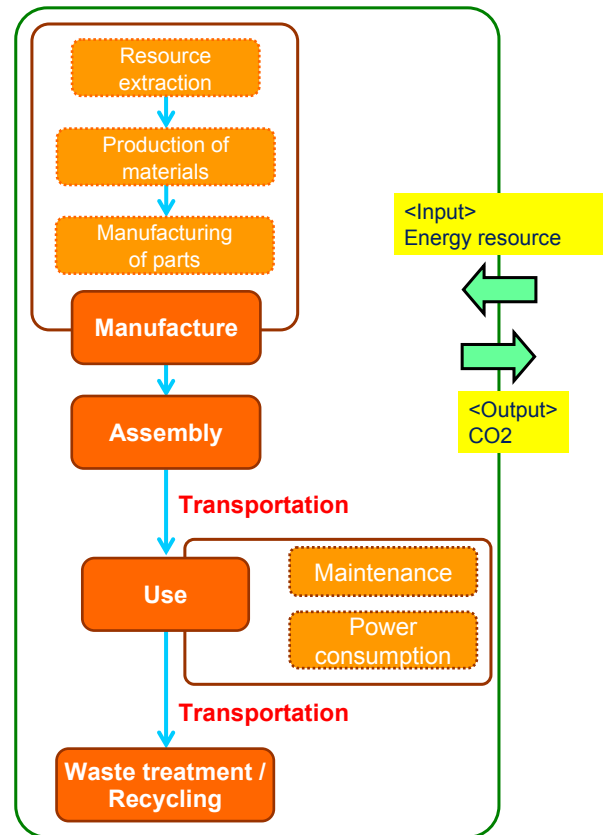 Resource
extraction
Production of
materials
Manufacturing
of parts
<Input>
Energy resource
Manufacture
<Output>
CO2
Assembly
Transportation
Maintenance
Use
Power
consumption
Transportation
Waste treatment /
Recycling